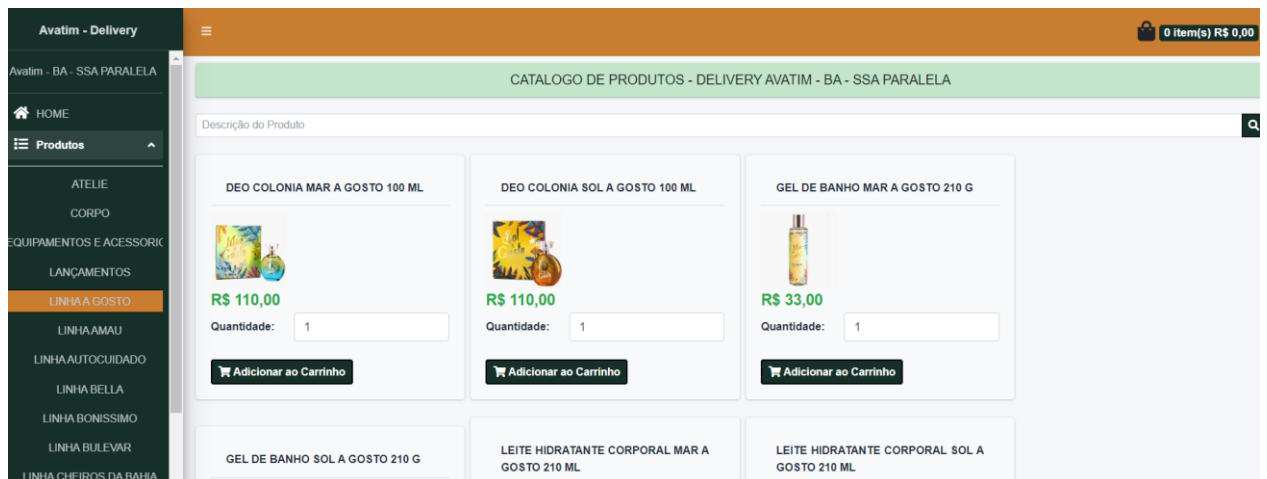 Avatim - Delivery
0 item(s) R$ 0,00
Avatim - BA - SSA PARALELA
HOME
Produtos
ATELIE
CORPO
EQUIPAMENTOS E ACESSORI
LANÇAMENTOS
LINHA A GOSTO
LINHA AMAU
LINHA AUTOCUIDADO
LINHA BELLA
LINHA BONISSIMO
LINHA BULEVAR
LINHA CHEIROS DA BAHIA
CATALOGO DE PRODUTOS - DELIVERY AVATIM - BA - SSA PARALELA
Descrição do Produto
DEO COLONIA MAR A GOSTO 100 ML
R$ 110,00
Quantidade: 1
Adicionar ao Carrinho
DEO COLONIA SOL A GOSTO 100 ML
R$ 110,00
Quantidade: 1
Adicionar ao Carrinho
GEL DE BANHO MAR A GOSTO 210 G
R$ 33,00
Quantidade: 1
Adicionar ao Carrinho
GEL DE BANHO SOL A GOSTO 210 G
LEITE HIDRATANTE CORPORAL MAR A
GOSTO 210 ML
LEITE HIDRATANTE CORPORAL SOL A
GOSTO 210 ML